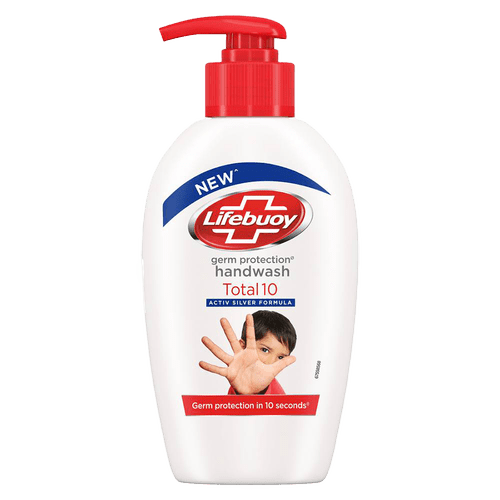 NEW^
Lifebuoy
germ protection°
handwash
Total 10
ACTIV SILVER FORMULA
Germ protection in 10 seconds°